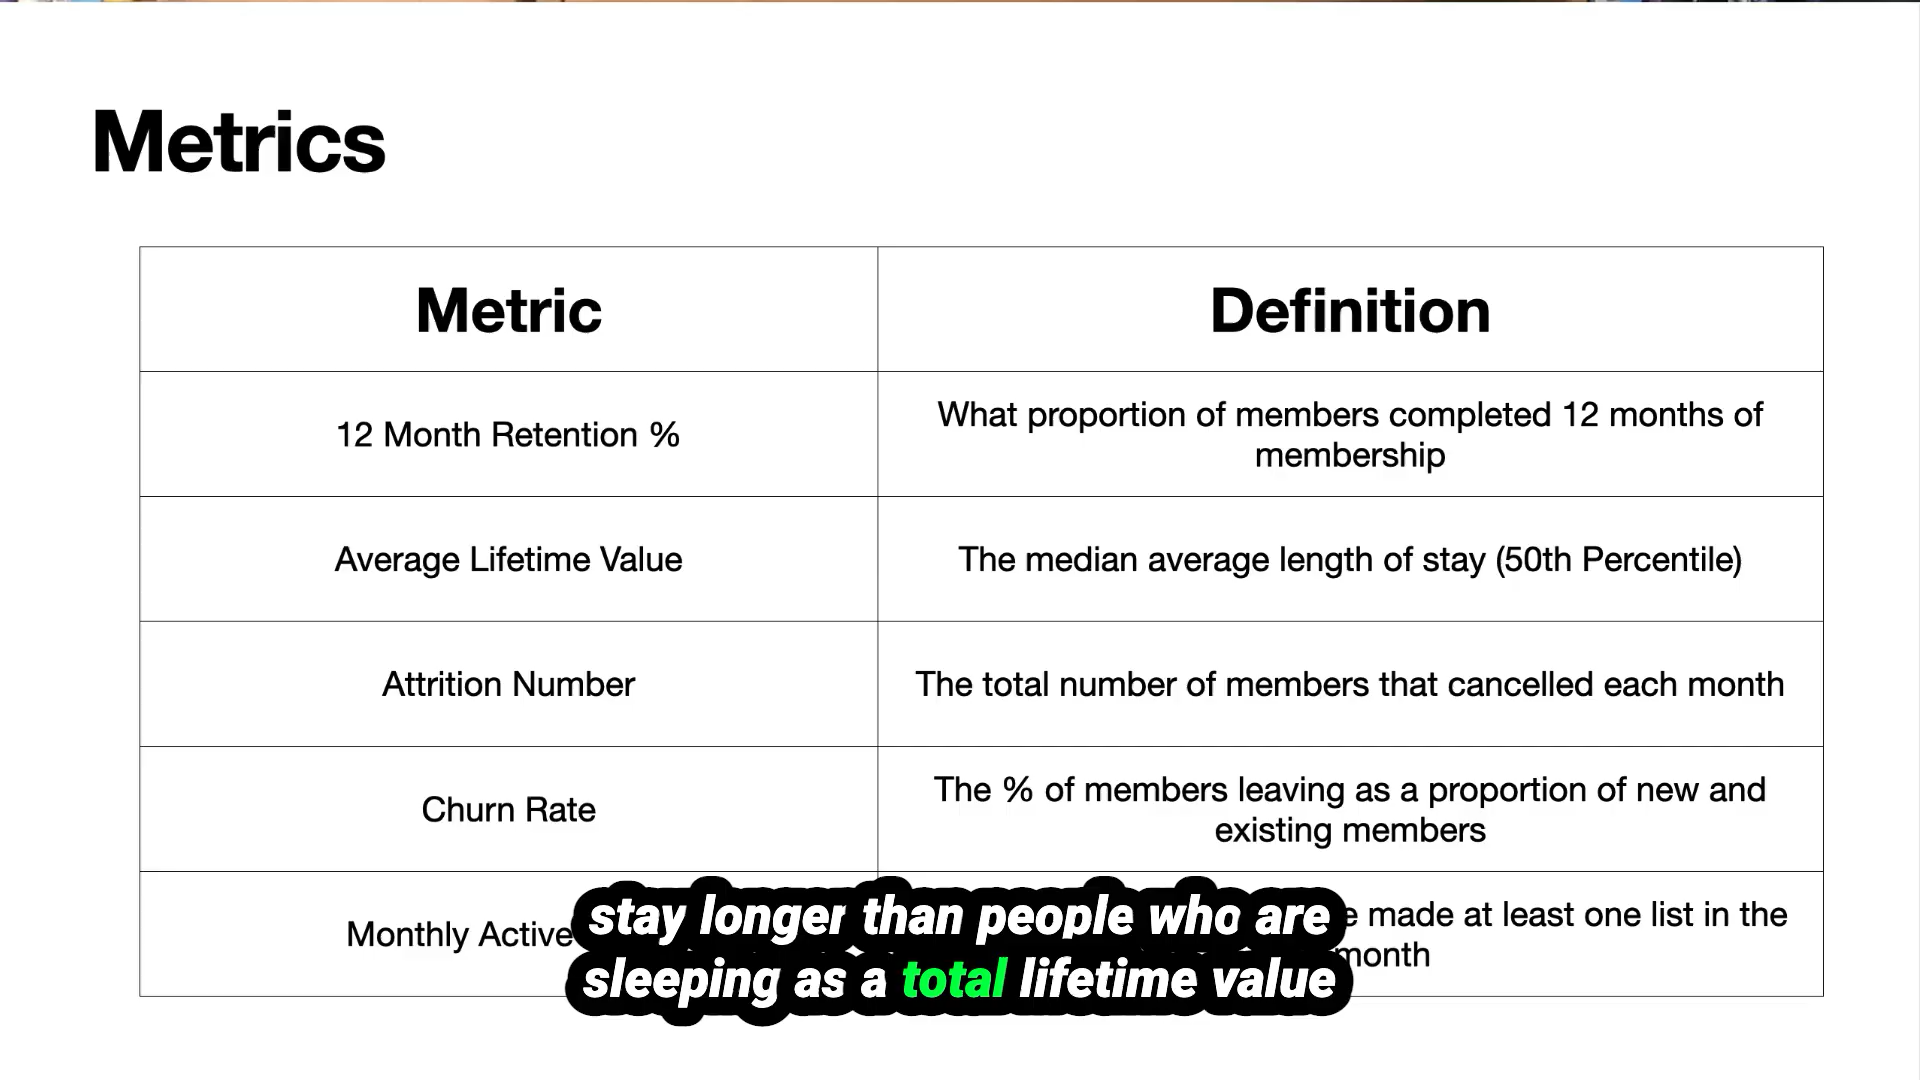 Metrics
Metric
Definition
12 Month Retention %
What proportion of members completed 12 months of
membership
Average Lifetime Value
The median average length of stay (50th Percentile)
Attrition Number
The total number of members that cancelled each month
Churn Rate
The % of members leaving as a proportion of new and
existing members
Monthly Active
made at least one list in the
month
stay longer than people who are
sleeping as a total lifetime value